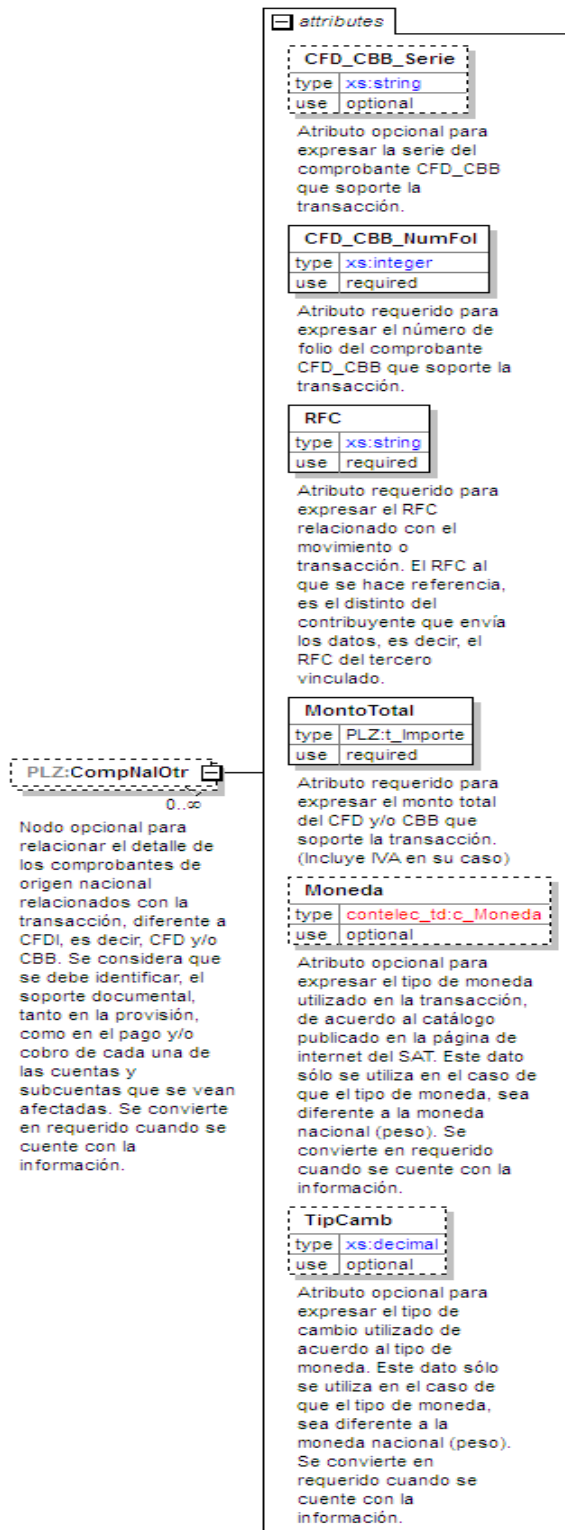 attributes
CFD_CBB_Serie
type xs:string
use optional
Atributo opcional para
expresar la serie del
comprobante CFD_CBB
que soporte la
transacción.
CFD_CBB_NumFol
type xs:integer
use required
Atributo requerido para
expresar el número de
folio del comprobante
CFD_CBB que soporte la
transacción.
RFC
type xs:string
use required
Atributo requerido para
expresar el RFC
relacionado con el
movimiento o
transacción. El RFC al
que se hace referencia,
es el distinto del
contribuyente que envía
los datos, es decir, el
RFC del tercero
vinculado.
MontoTotal
type PLZ:t_Importe
use required
Atributo requerido para
expresar el monto total
del CFD y/o CBB que
soporte la transacción.
(Incluye IVA en su caso)
Moneda
type contelec_td:c_Moneda
use optional
Atributo opcional para
expresar el tipo de moneda
utilizado en la transacción,
de acuerdo al catálogo
publicado en la página de
internet del SAT. Este dato
sólo se utiliza en el caso de
que el tipo de moneda, sea
diferente a la moneda
nacional (peso). Se
convierte en requerido
cuando se cuente con la
información.
TipCamb
type xs:decimal
use optional
Atributo opcional para
expresar el tipo de
cambio utilizado de
acuerdo al tipo de
moneda. Este dato sólo
se utiliza en el caso de
que el tipo de moneda,
sea diferente a la
moneda nacional (peso).
Se convierte en
requerido cuando se
cuente con la
información.
PLZ:CompNalOtr
0..∞
Nodo opcional para
relacionar el detalle de
los comprobantes de
origen nacional
relacionados con la
transacción, diferente a
CFDI, es decir, CFD y/o
CBB. Se considera que
se debe identificar, el
soporte documental,
tanto en la provisión,
como en el pago y/o
cobro de cada una de
las cuentas y
subcuentas que se vean
afectadas. Se convierte
en requerido cuando se
cuente con la
información.